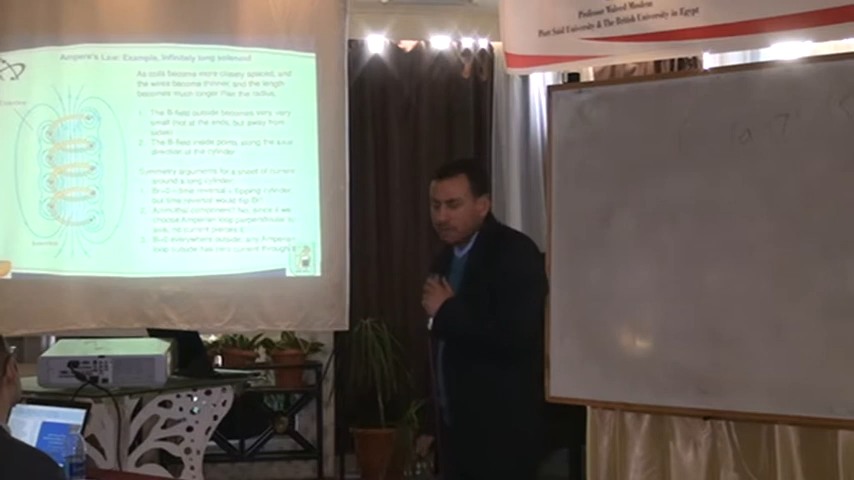 Professor Waleed Moslem
Port Said University & The British University in Egypt
Ampere's Law: Example, Infinitely long solenoid
As coils become more closely spaced, and
the wires become thinner, and the length
becomes much longer than the radius,
1. The B-field outside becomes very, very
small (not at the ends, but away from
sides)
2. The B-field inside points along the axial
direction of the cylinder
Symmetry arguments for a sheet of current
around a long cylinder:
1. time reversal = flipping cylinder,
but time reversal would flip
2. Azimuthal component? No, since if we
choose Amperian loop perpendicular to
axis, no current pierces it
3. B=0 everywhere outside: any Amperian
loop outside has zero current through it